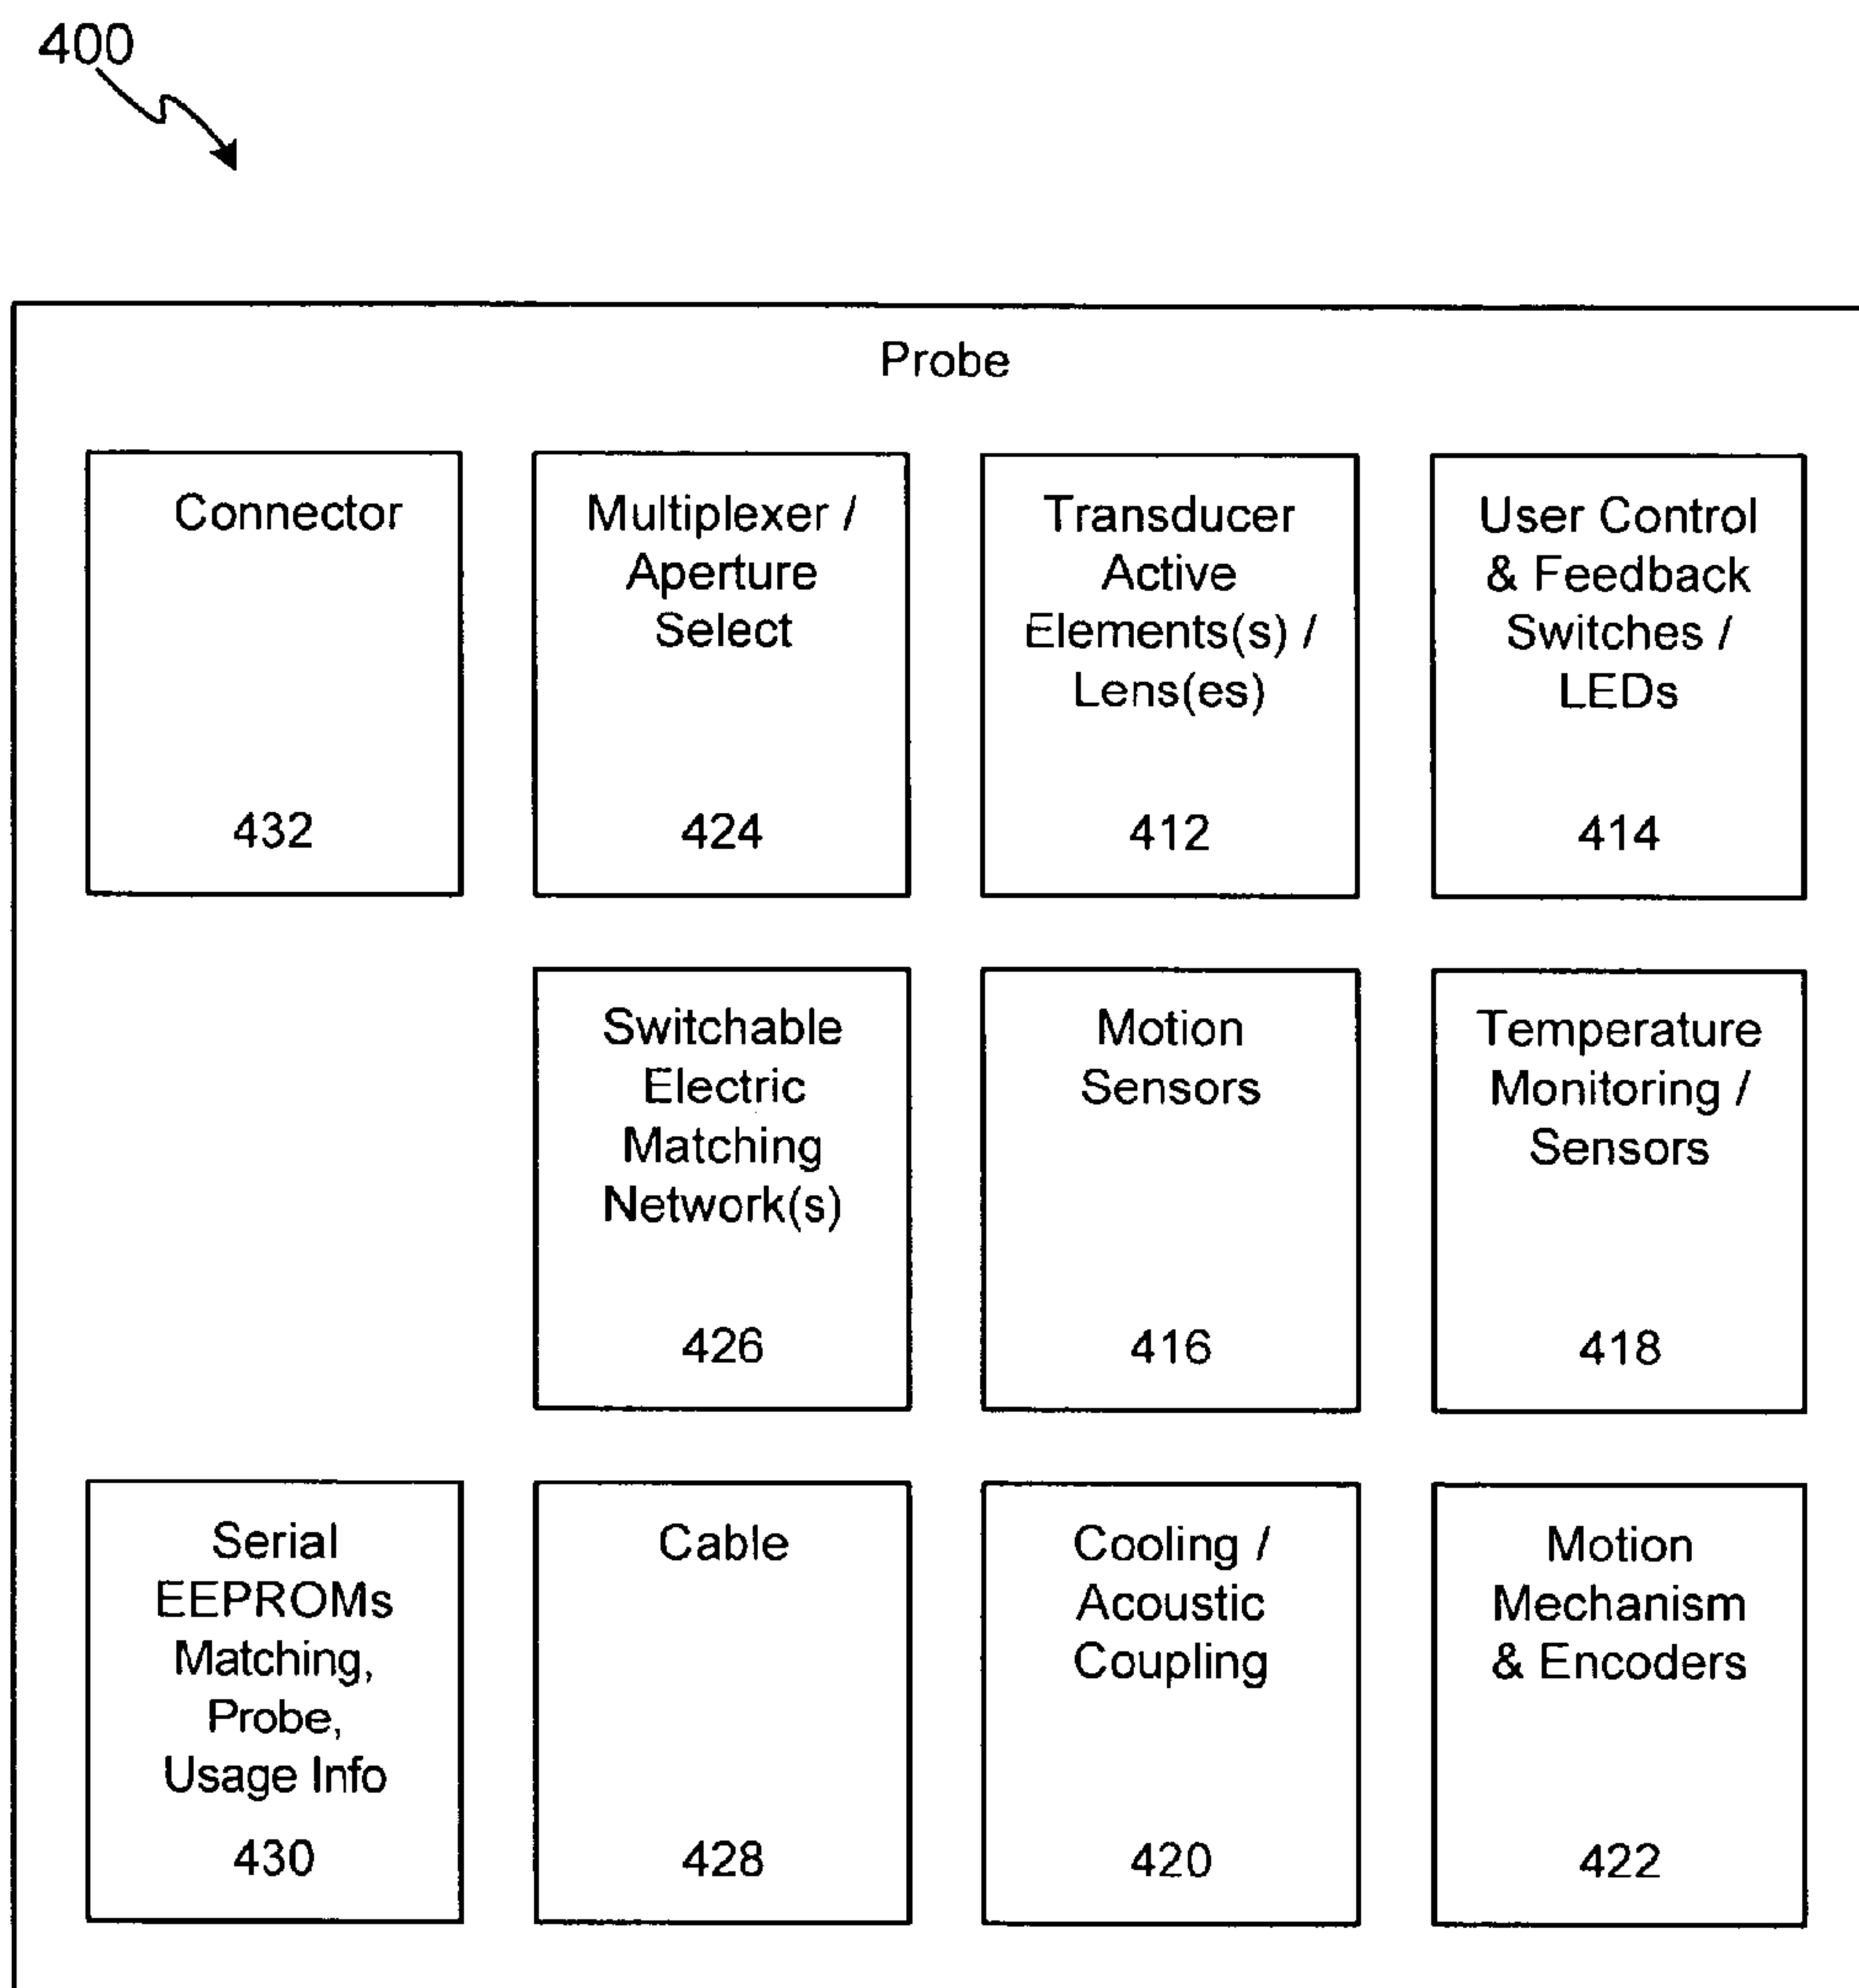 400
Probe
Connector
432
Multiplexer /
Aperture
Select
424
Transducer
Active
Elements(s) /
Lens(es)
412
User Control
& Feedback
Switches /
LEDs
414
Switchable
Electric
Matching
Network(s)
426
Motion
Sensors
416
Temperature
Monitoring /
Sensors
418
Serial
EEPROMs
Matching,
Probe,
Usage Info
430
Cable
428
Cooling /
Acoustic
Coupling
420
Motion
Mechanism
& Encoders
422